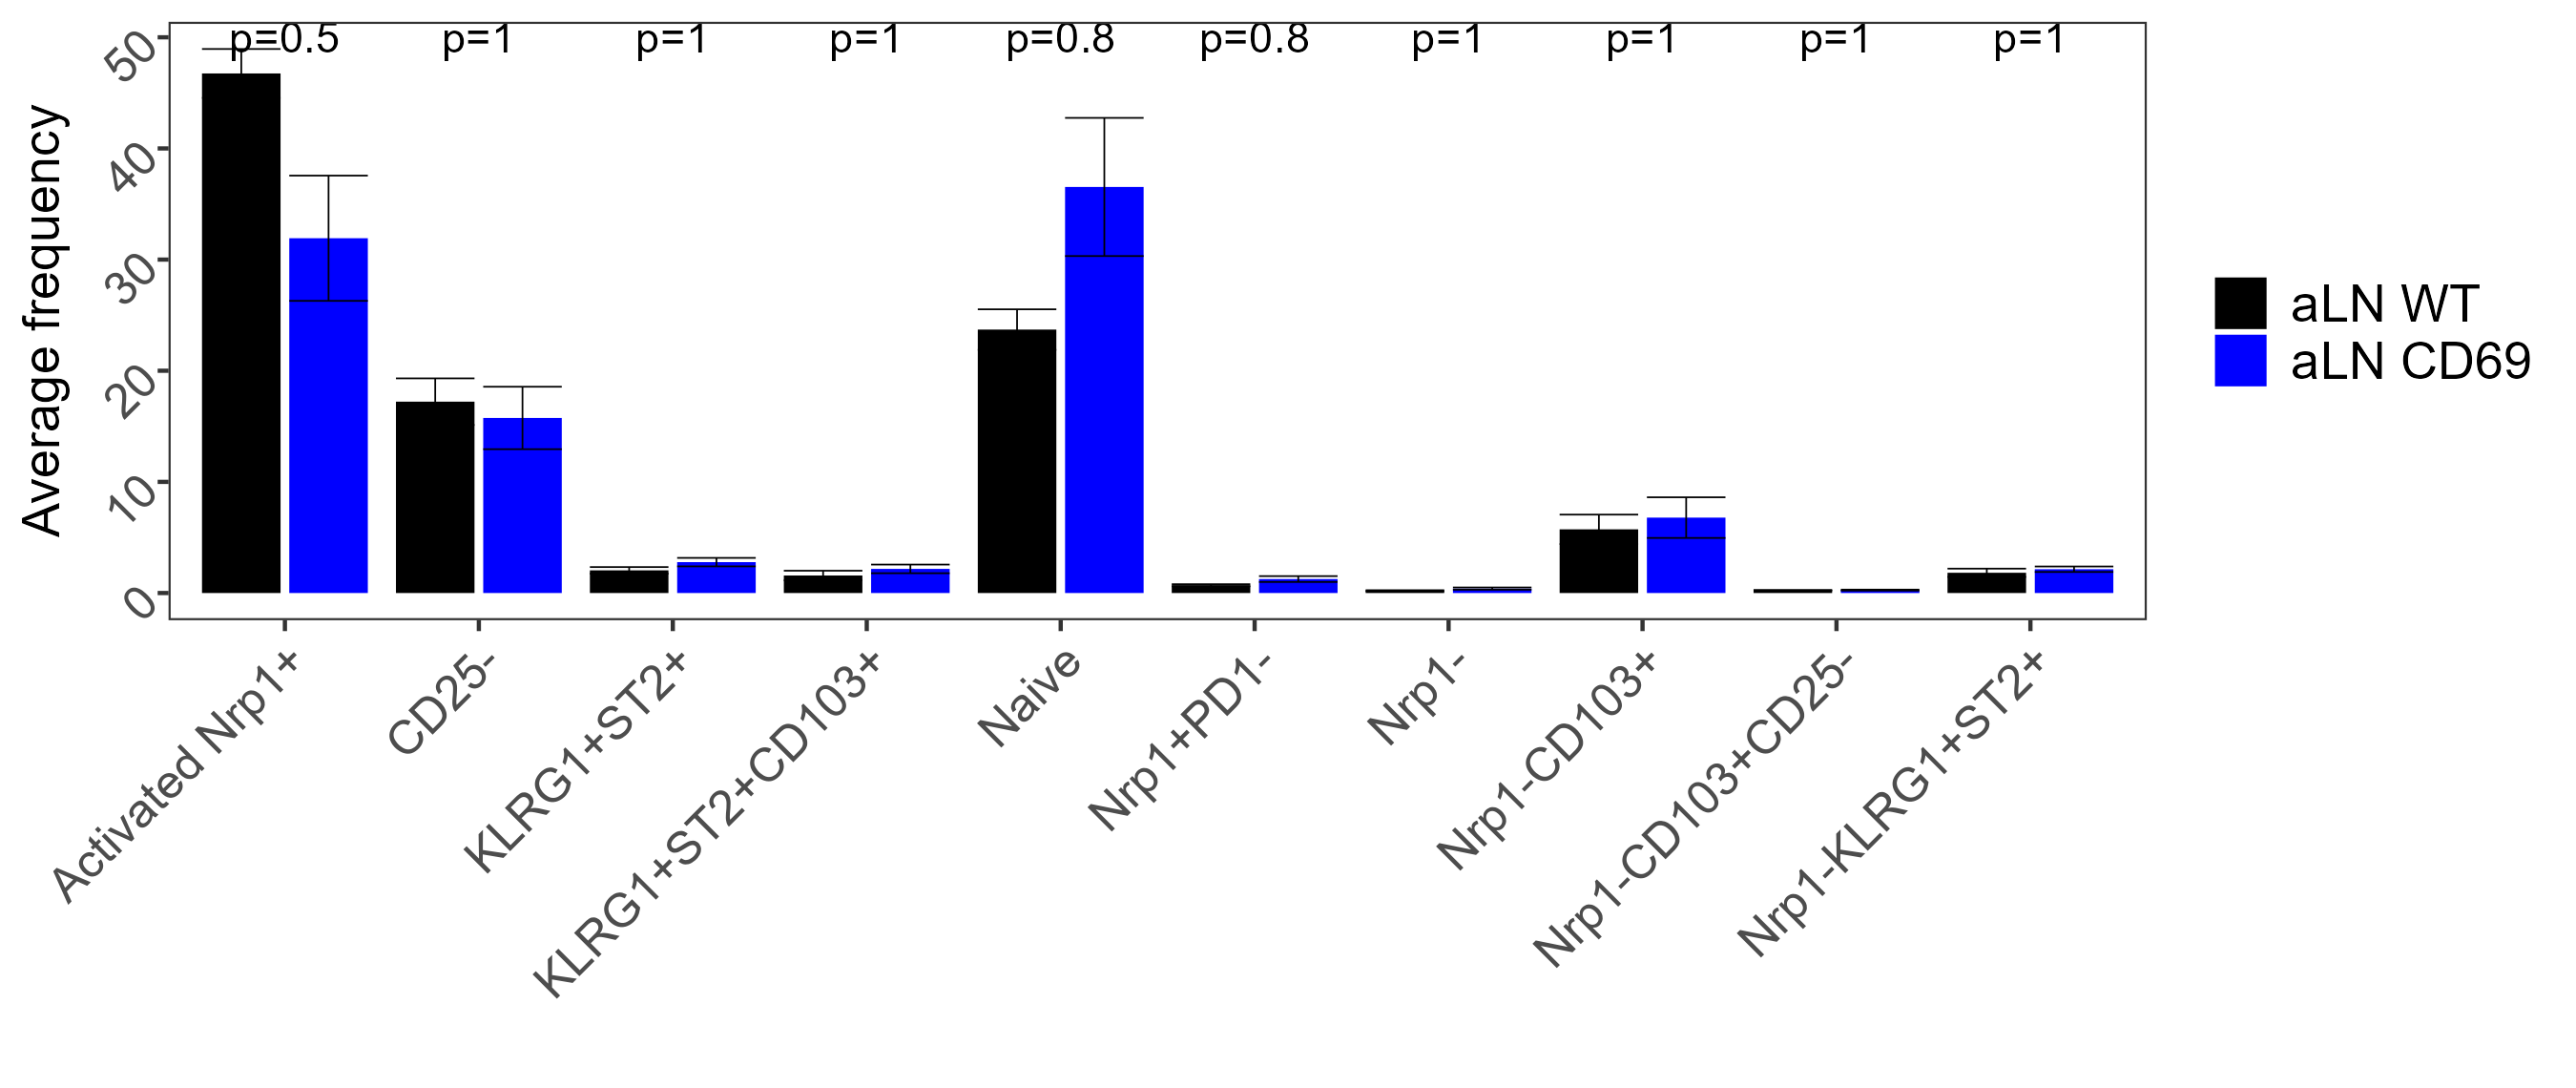 p=0.5 p=1 p=1 p=1 p=0.8 p=0.8 p=1 p=1 p=1 p=1
50
40
30
20
10
0
Average frequency
Activated Nrp1+
CD25-
KLRG1+ST2+
KLRG1+ST2+CD103+
Naive
Nrp1+PD1-
Nrp1-
Nrp1-CD103+
Nrp1-CD103+CD25-
Nrp1-KLRG1+ST2+
aLN WT
aLN CD69